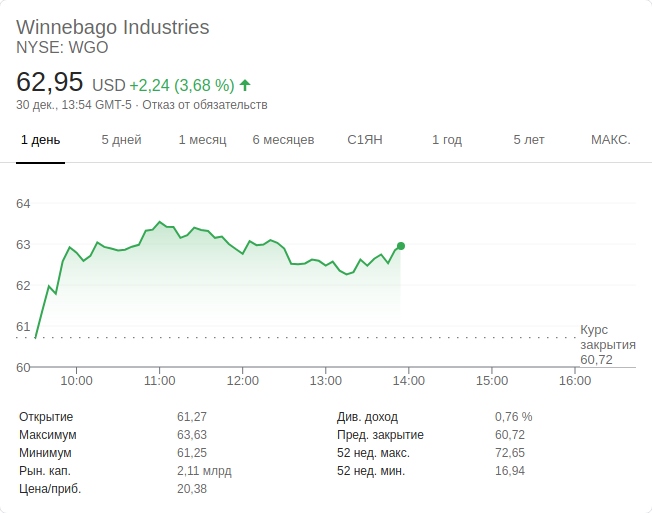 Winnebago Industries
NYSE: WGO
62,95 USD +2,24 (3,68 %)
30 дек., 13:54 GMT-5 · Отказ от обязательств
1 день 5 дней 1 месяц 6 месяцев С1ЯН 1 год 5 лет МАКС.
64
63
62
61
60
Курс
закрытия
60,72
10:00 11:00 12:00 13:00 14:00 15:00 16:00
Открытие 61,27 Див. доход 0,76 %
Максимум 63,63 Пред. закрытие 60,72
Минимум 61,25 52 нед. макс. 72,65
Рын. кап. 2,11 млрд 52 нед. мин. 16,94
Цена/приб. 20,38